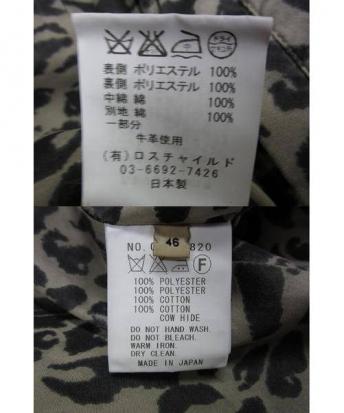 ドライ
表側 ポリエステル 100%
裏側 ポリエステル 100%
中綿 綿 100%
別地 綿 100%
一部分
牛革使用
(有)ロスチャイルド
03-6692-7426
日本製
46
NO. 820
F
100% POLYESTER
100% POLYESTER
100% COTTON
100% COTTON
COW HIDE
DO NOT HAND WASH.
DO NOT BLEACH.
WARM IRON.
DRY CLEAN.
MADE IN JAPAN